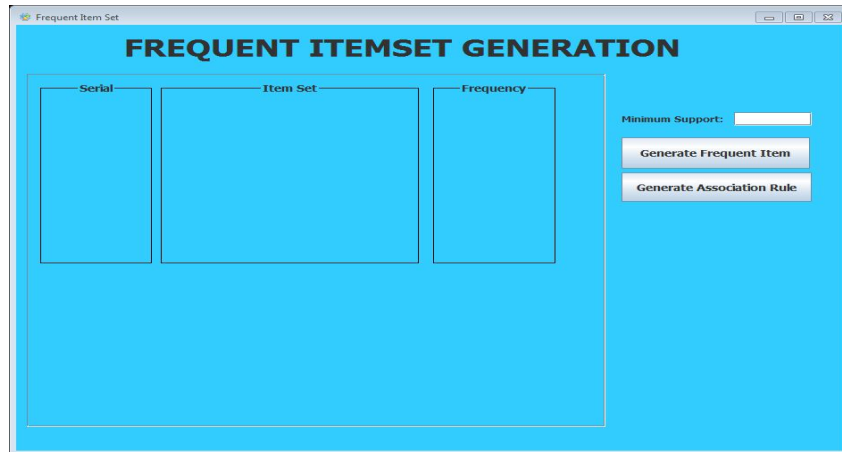 Frequent Item Set
FREQUENT ITEMSET GENERATION
Serial
Item Set
Frequency
Minimum Support:
Generate Frequent Item
Generate Association Rule